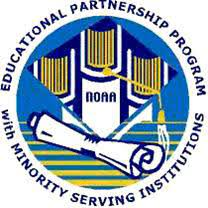 EDUCATIONAL PARTNERSHIP PROGRAM
NOAA
with MINORITY SERVING INSTITUTIONS